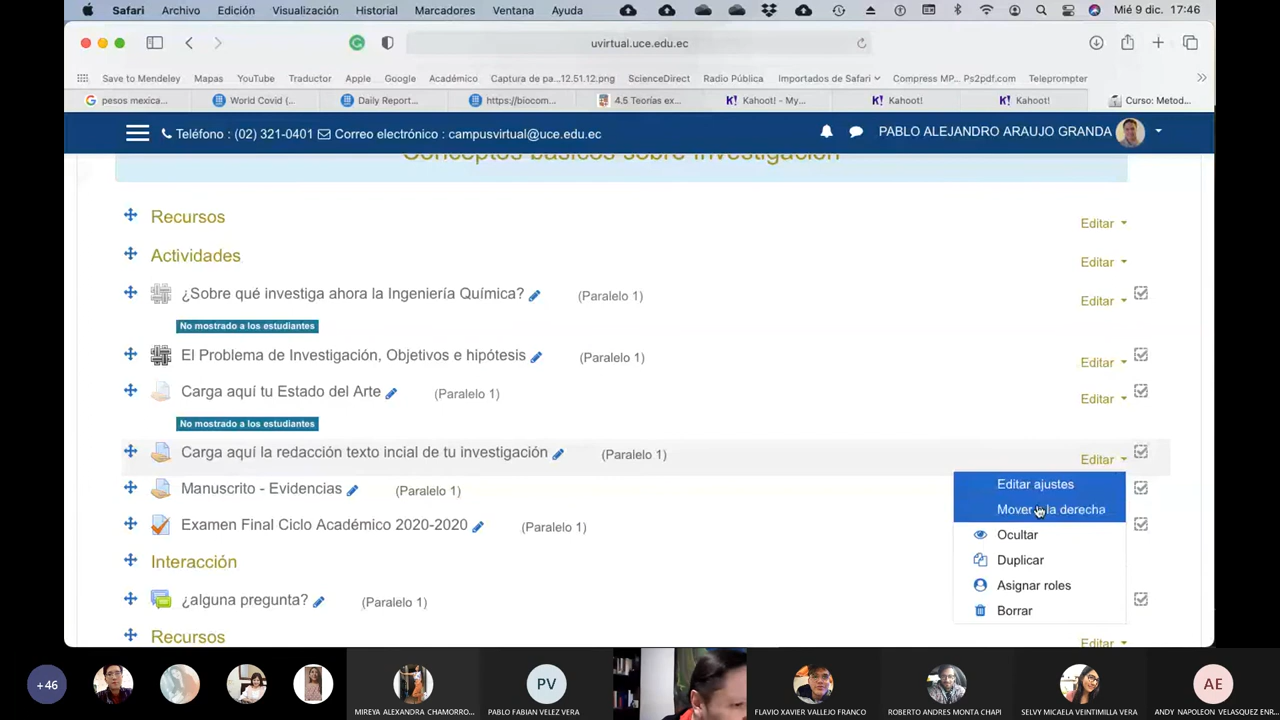 Safari Archivo Edición Visualización Historial Marcadores Ventana Ayuda Mié 9 dic. 17:46
uvirtual.uce.edu.ec
Save to Mendeley Mapas YouTube Traductor Apple Google Académico Captura de pa...12.51.12.png ScienceDirect Radio Pública Importados de Safari Compress MP... Ps2pdf.com Teleprompter
pesos mexica... World Covid (... Daily Report... https://biocom... 4.5 Teorías ex... Kahoot! - My... Kahoot! Kahoot! Curso: Metod...
Teléfono : (02) 321-0401 Correo electrónico : campusvirtual@uce.edu.ec PABLO ALEJANDRO ARAUJO GRANDA
Conceptos básicos sobre Investigación
Recursos Editar
Actividades Editar
¿Sobre qué investiga ahora la Ingeniería Química? (Paralelo 1) Editar
No mostrado a los estudiantes
El Problema de Investigación, Objetivos e hipótesis (Paralelo 1) Editar
Carga aquí tu Estado del Arte (Paralelo 1) Editar
No mostrado a los estudiantes
Carga aquí la redacción texto incial de tu investigación (Paralelo 1) Editar
Editar ajustes
Manuscrito - Evidencias (Paralelo 1)
Mover la derecha
Examen Final Ciclo Académico 2020-2020 (Paralelo 1)
Ocultar
Duplicar
Interacción
Asignar roles
¿alguna pregunta? (Paralelo 1)
Borrar
Recursos Editar
+46 PV AE
MIREYA ALEXANDRA CHAMORRO... PABLO FABIAN VELEZ VERA FLAVIO XAVIER VALLEJO FRANCO ROBERTO ANDRES MONTA CHAPI SELVY MICAELA VEINTIMILLA VERA ANDY NAPOLEON VELASQUEZ ENR...